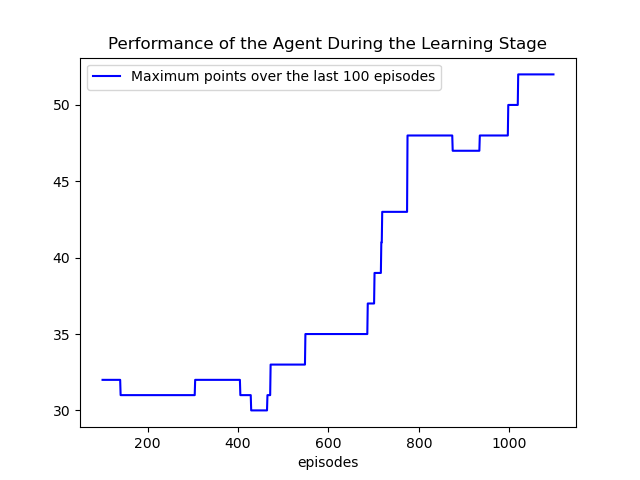 Performance of the Agent During the Learning Stage
Maximum points over the last 100 episodes
50
45
40
35
30
200 400 600 800 1000
episodes